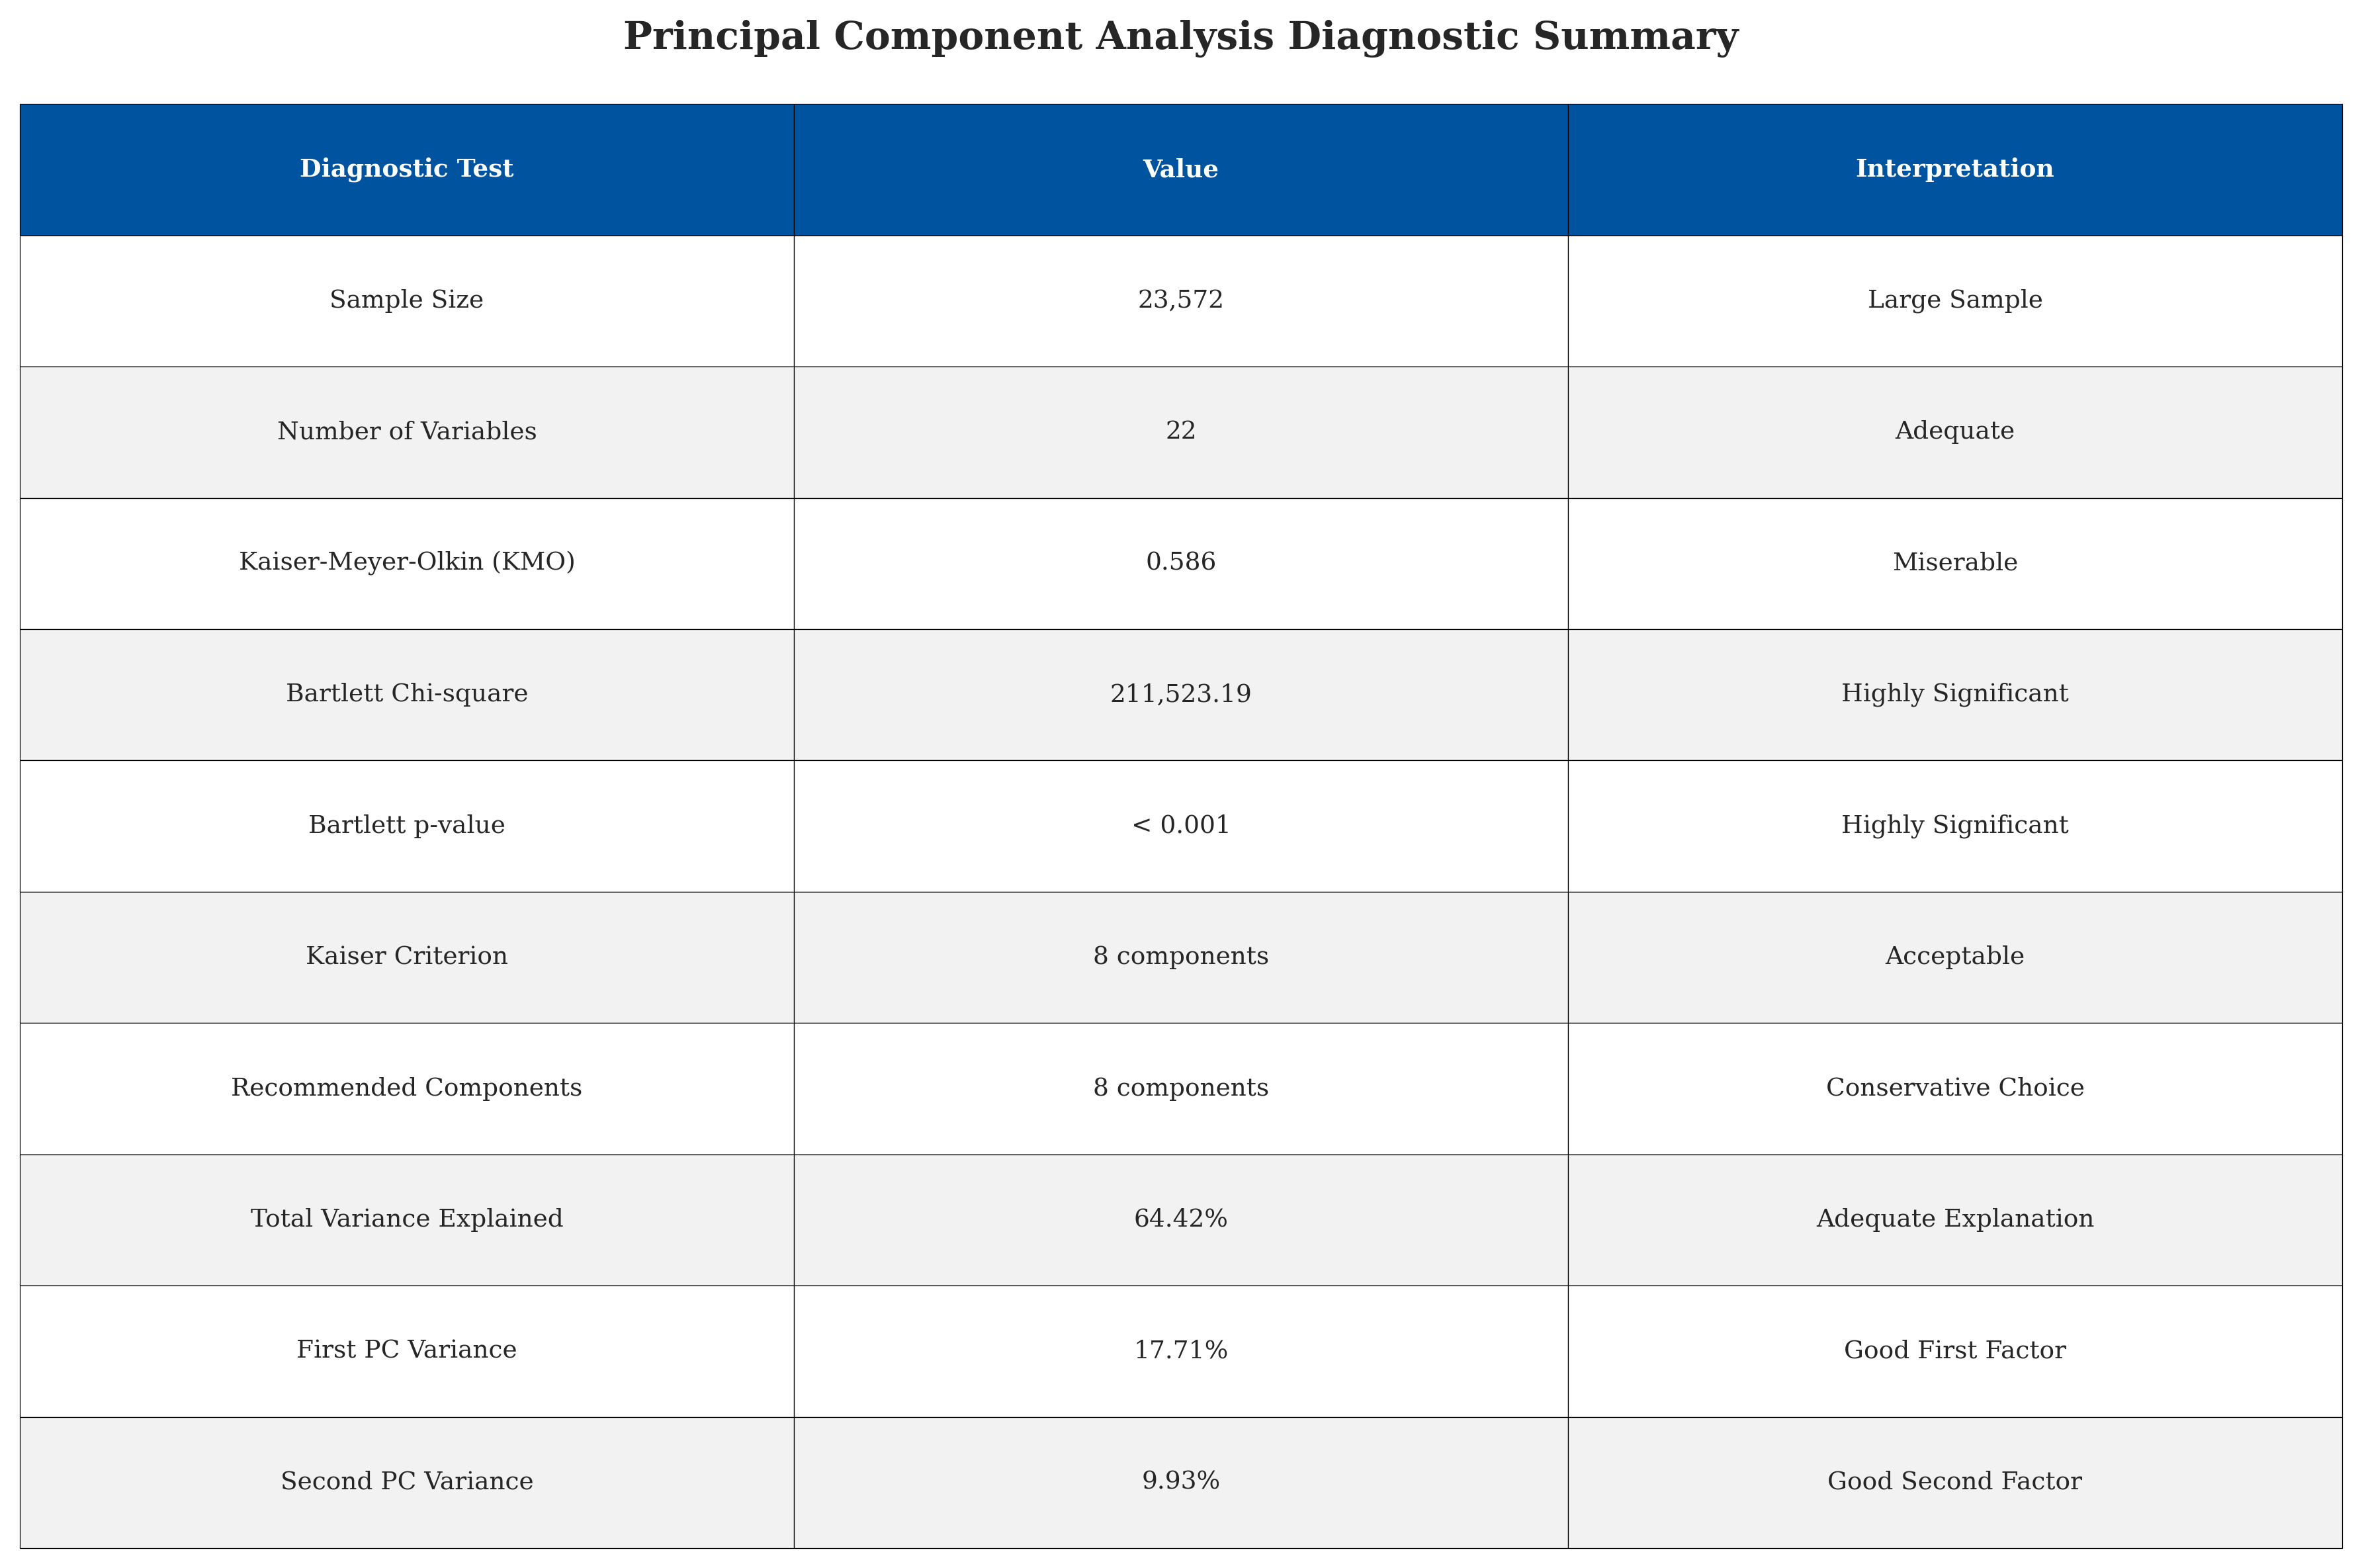 Principal Component Analysis Diagnostic Summary
Diagnostic Test Value Interpretation
Sample Size 23,572 Large Sample
Number of Variables 22 Adequate
Kaiser-Meyer-Olkin (KMO) 0.586 Miserable
Bartlett Chi-square 211,523.19 Highly Significant
Bartlett p-value < 0.001 Highly Significant
Kaiser Criterion 8 components Acceptable
Recommended Components 8 components Conservative Choice
Total Variance Explained 64.42% Adequate Explanation
First PC Variance 17.71% Good First Factor
Second PC Variance 9.93% Good Second Factor